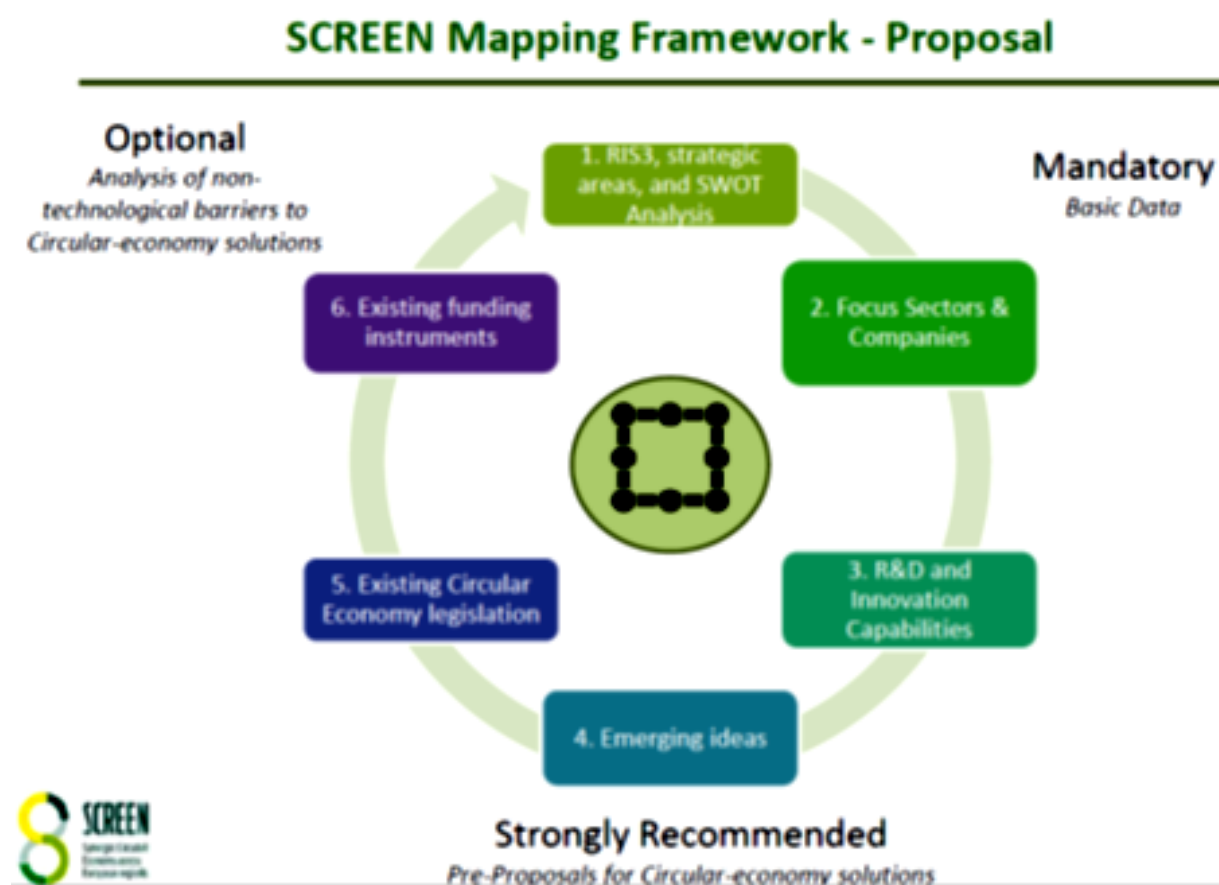 SCREEN Mapping Framework - Proposal
Optional
Analysis of non-
technological barriers to
Circular-economy solutions
1. RIS3, strategic
areas, and SWOT
Analysis
Mandatory
Basic Data
6. Existing funding
instruments
2. Focus Sectors &
Companies
5. Existing Circular
Economy legislation
3. R&D and
Innovation
Capabilities
4. Emerging ideas
SCREEN
Strongly Recommended
Pre-Proposals for Circular-economy solutions